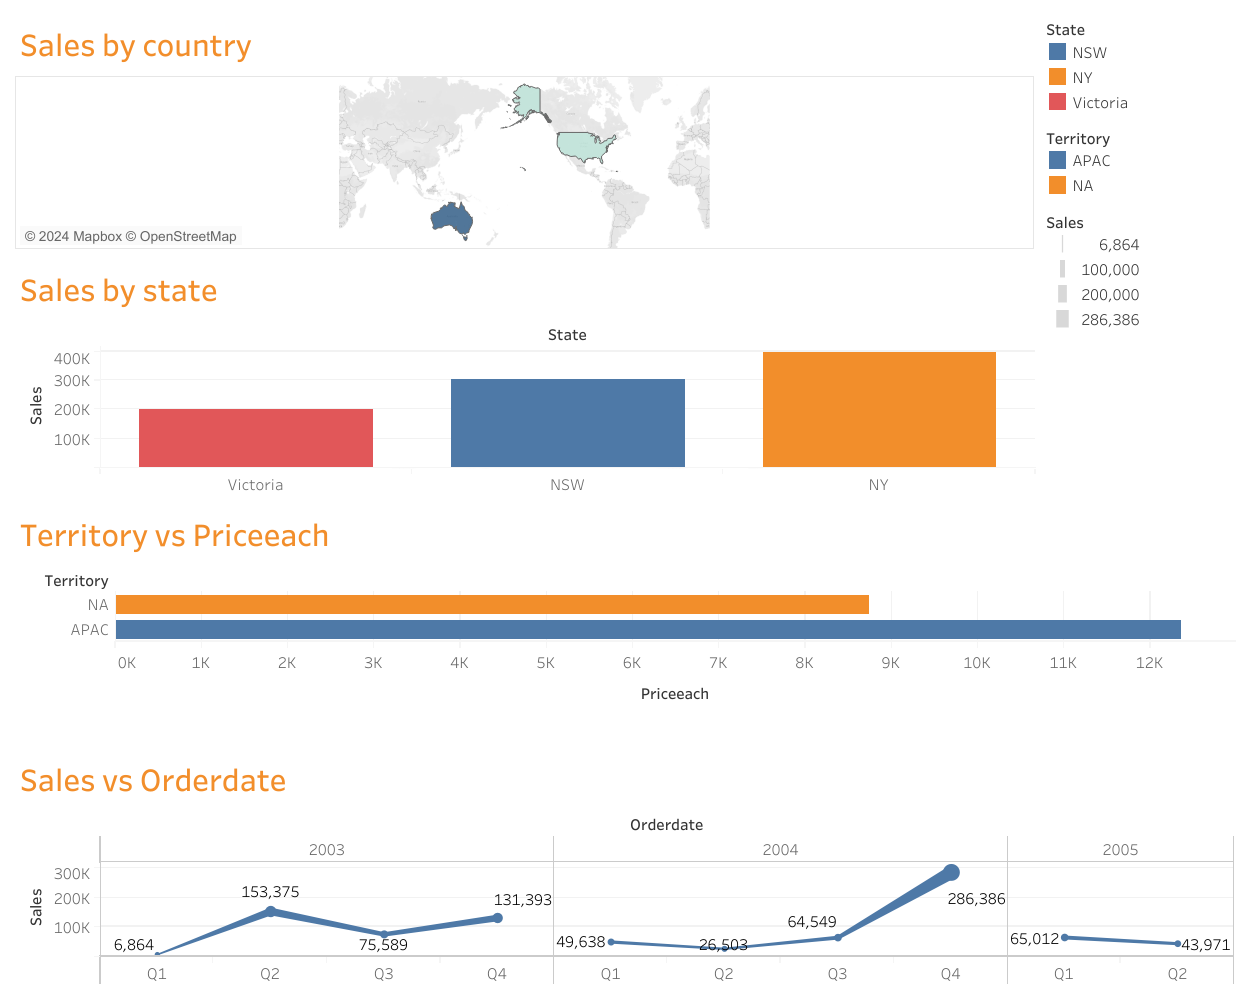 Sales by country
© 2024 Mapbox © OpenStreetMap
State
NSW
NY
Victoria
Territory
APAC
NA
Sales
6,864
100,000
200,000
286,386
Sales by state
State
Sales
400K
300K
200K
100K
Victoria NSW NY
Territory vs Priceeach
Territory
NA
APAC
0K 1K 2K 3K 4K 5K 6K 7K 8K 9K 10K 11K 12K
Priceeach
Sales vs Orderdate
Orderdate
2003 2004 2005
Sales
300K
200K
100K
6,864 153,375 75,589 131,393 49,638 26,503 64,549 286,386 65,012 43,971
Q1 Q2 Q3 Q4 Q1 Q2 Q3 Q4 Q1 Q2